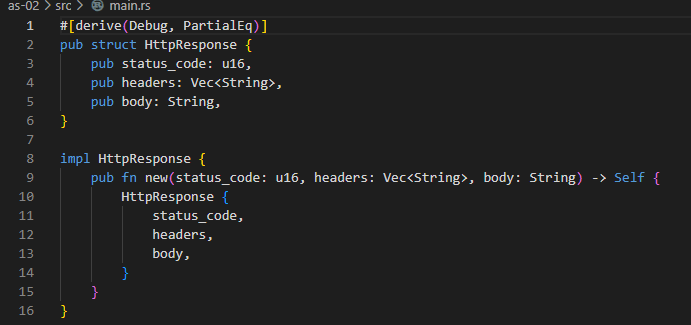 as-02 > src > main.rs
1 #[derive(Debug, PartialEq)]
2 pub struct HttpResponse {
3     pub status_code: u16,
4     pub headers: Vec<String>,
5     pub body: String,
6 }
7
8 impl HttpResponse {
9     pub fn new(status_code: u16, headers: Vec<String>, body: String) -> Self {
10         HttpResponse {
11             status_code,
12             headers,
13             body,
14         }
15     }
16 }